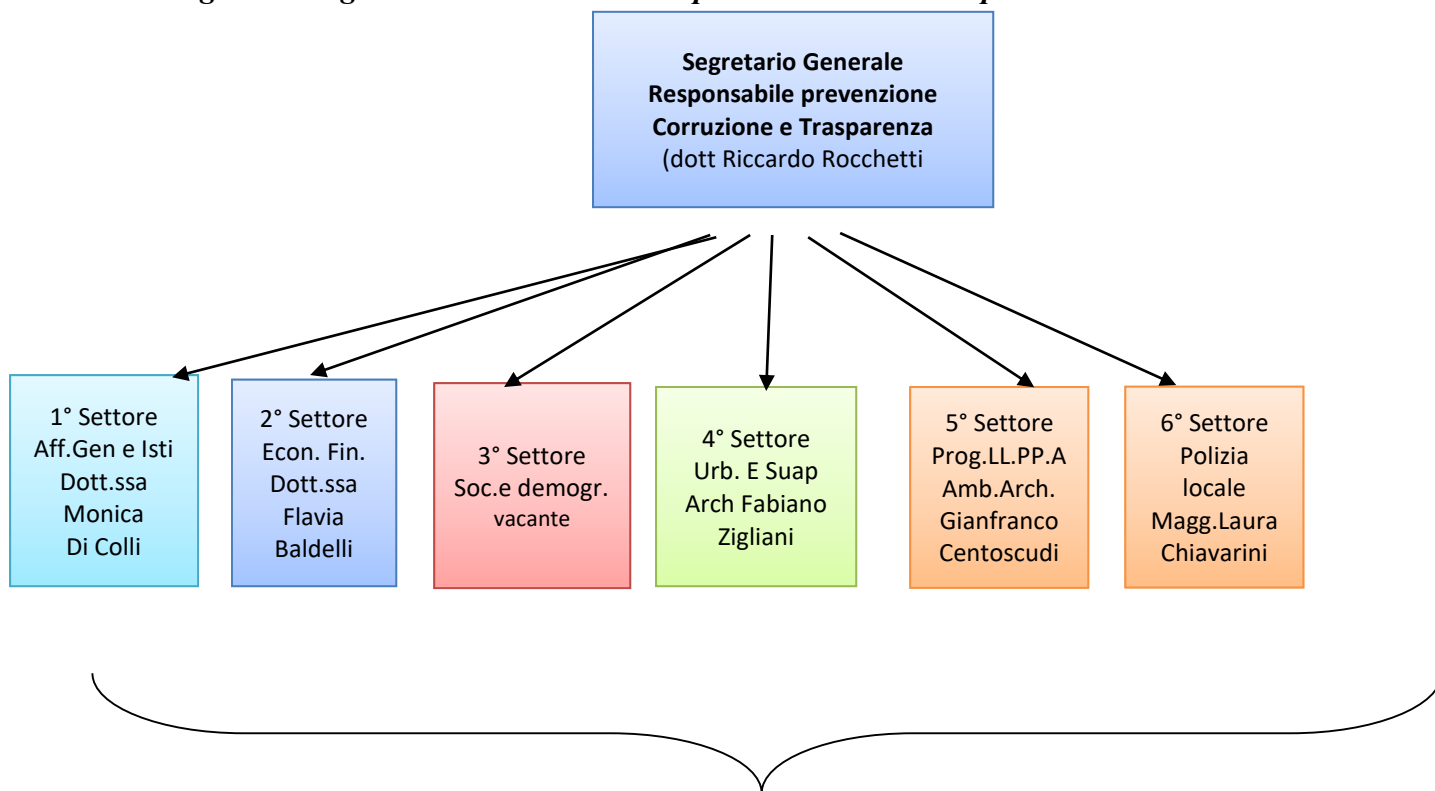 Segretario Generale
Responsabile prevenzione
Corruzione e Trasparenza
(dott Riccardo Rocchetti
1° Settore
Aff.Gen e Isti
Dott.ssa
Monica
Di Colli
2° Settore
Econ. Fin.
Dott.ssa
Flavia
Baldelli
3° Settore
Soc.e demogr.
vacante
4° Settore
Urb. E Suap
Arch Fabiano
Zigliani
5° Settore
Prog.LL.PP.A
Amb.Arch.
Gianfranco
Centoscudi
6° Settore
Polizia
locale
Magg.Laura
Chiavarini